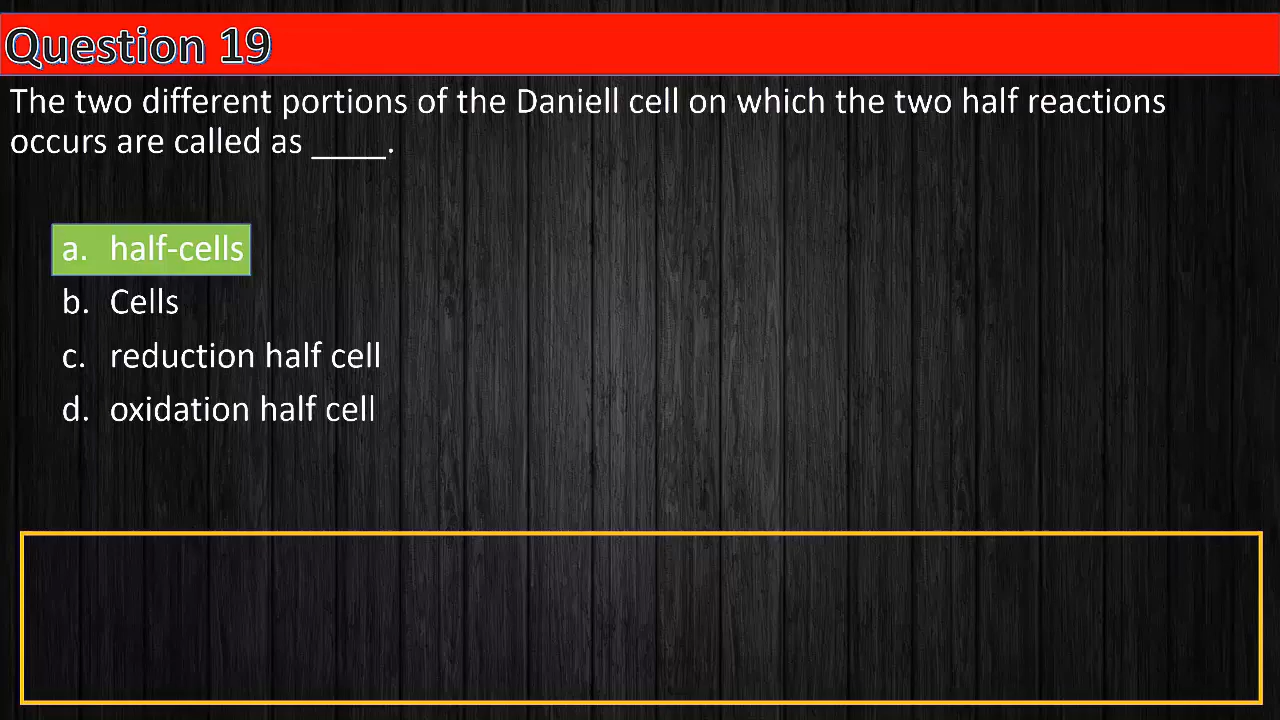 Question 19
The two different portions of the Daniell cell on which the two half reactions
occurs are called as ____.
a. half-cells
b. Cells
c. reduction half cell
d. oxidation half cell